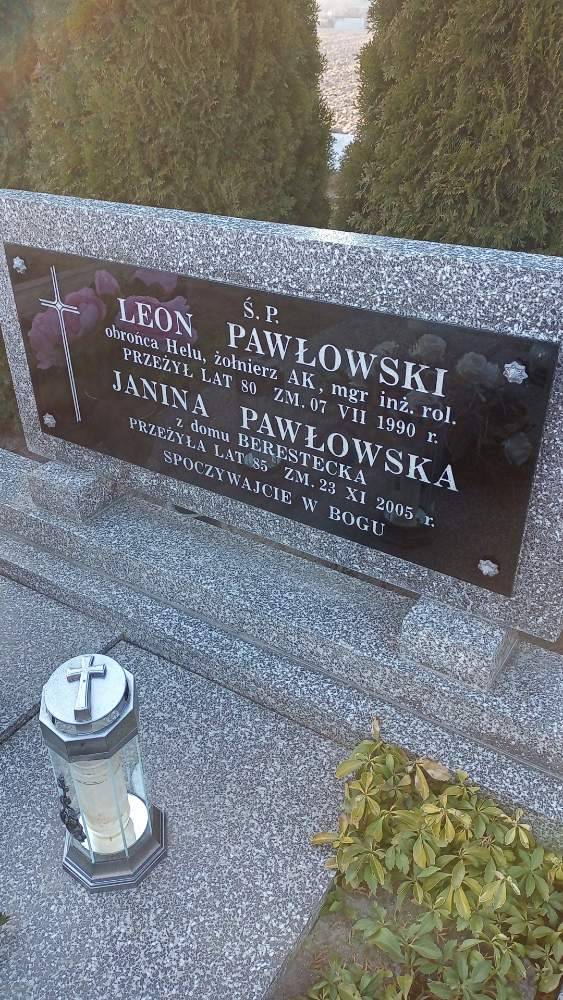 Ś. P.
LEON PAWŁOWSKI
obrońca Helu, żołnierz AK, mgr inż. rol.
PRZEŻYŁ LAT 80 ZM. 07 VII 1990 r.
JANINA PAWŁOWSKA
z domu BERESTECKA
PRZEŻYŁA LAT 85 ZM. 23 XI 2005 r.
SPOCZYWAJCIE W BOGU